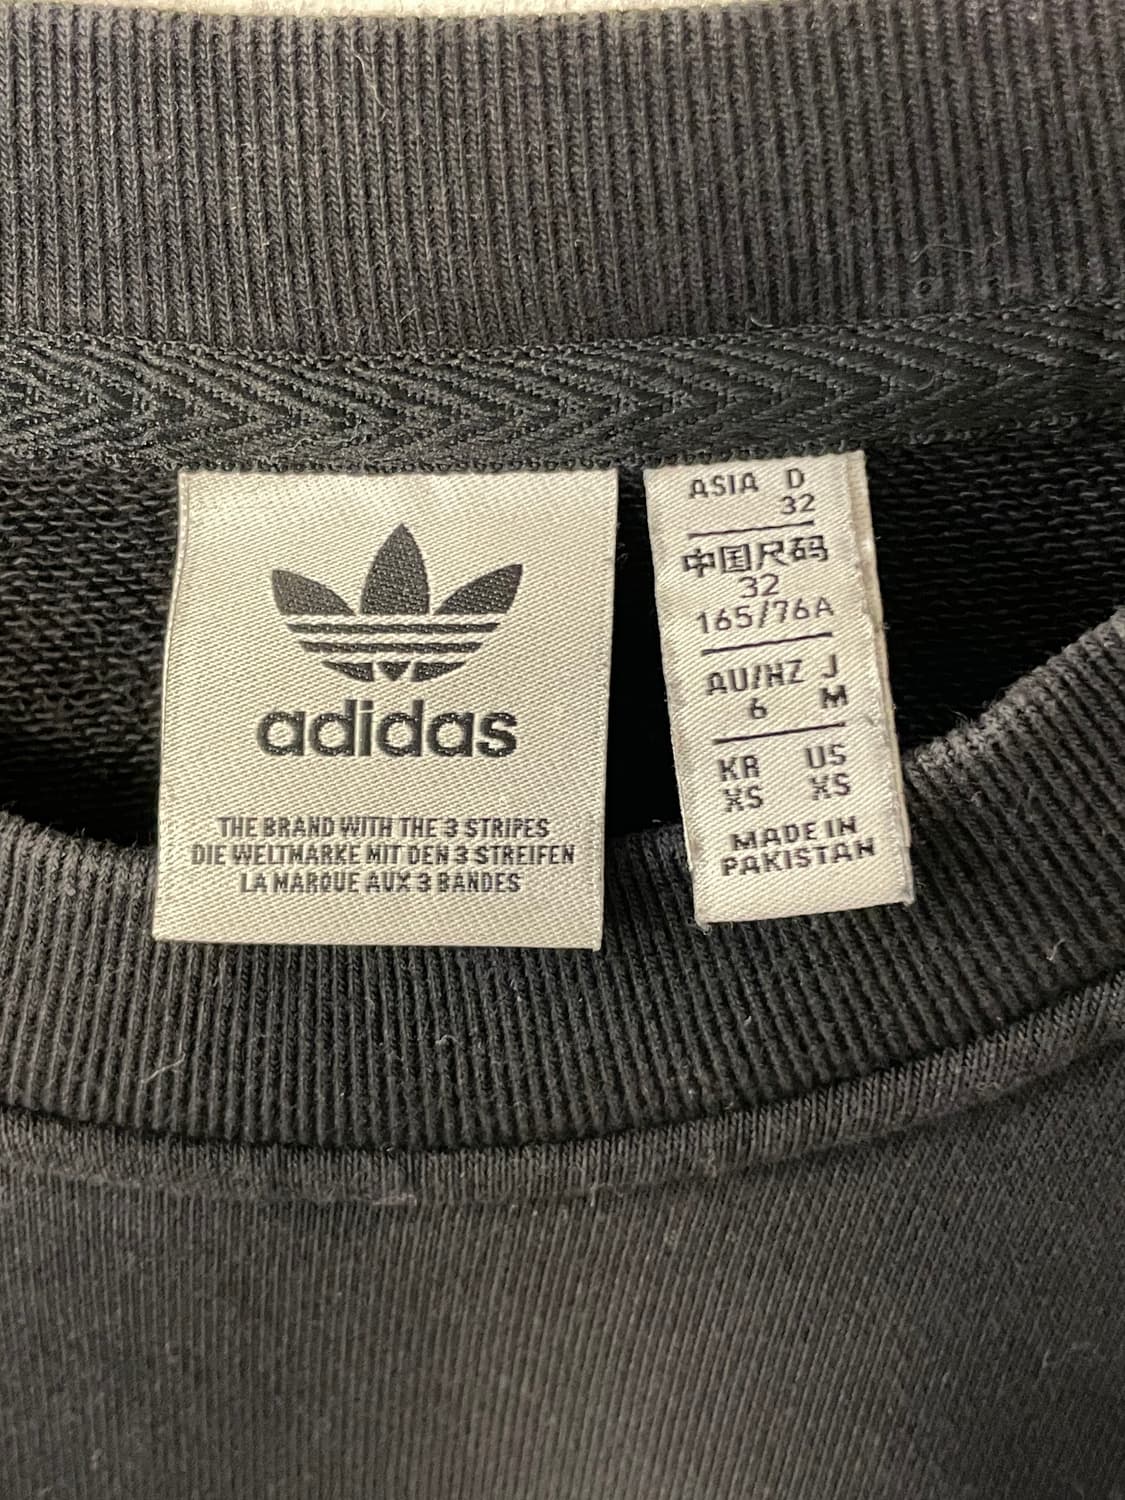 adidas
THE BRAND WITH THE 3 STRIPES
DIE WELTMARKE MIT DEN 3 STREIFEN
LA MARQUE AUX 3 BANDES
ASIA D
32
中国尺码
32
165/76A
AU/NZ J
6 M
KR US
XS XS
MADE IN
PAKISTAN